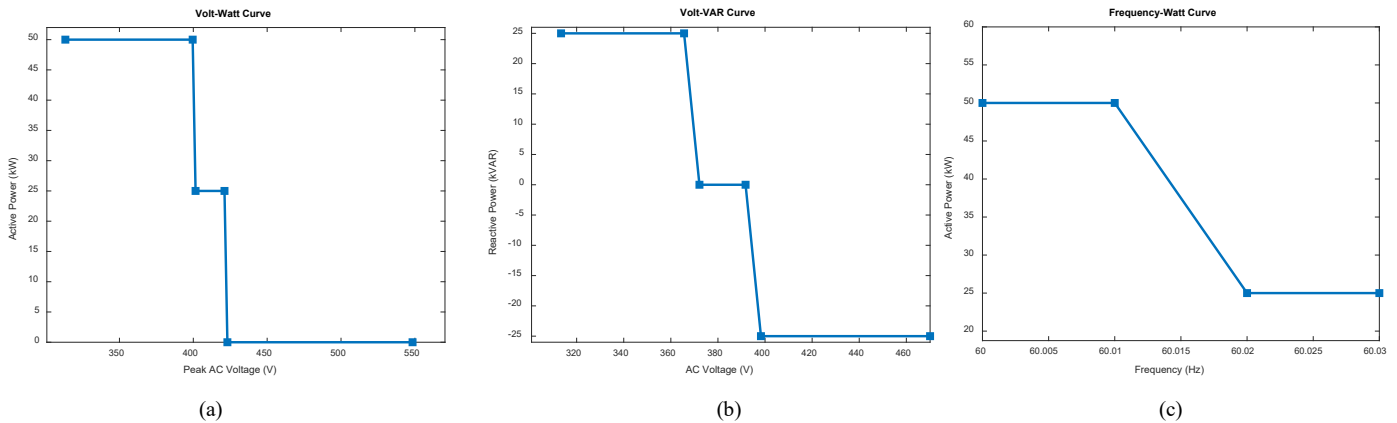 Volt-Watt Curve
50
45
40
35
30
25
20
15
10
5
0
Active Power (kW)
350 400 450 500 550
Peak AC Voltage (V)
(a)
Volt-VAR Curve
25
20
15
10
5
0
-5
-10
-15
-20
-25
Reactive Power (kVAR)
320 340 360 380 400 420 440 460
AC Voltage (V)
(b)
Frequency-Watt Curve
60
55
50
45
40
35
30
25
20
Active Power (kW)
60 60.005 60.01 60.015 60.02 60.025 60.03
Frequency (Hz)
(c)